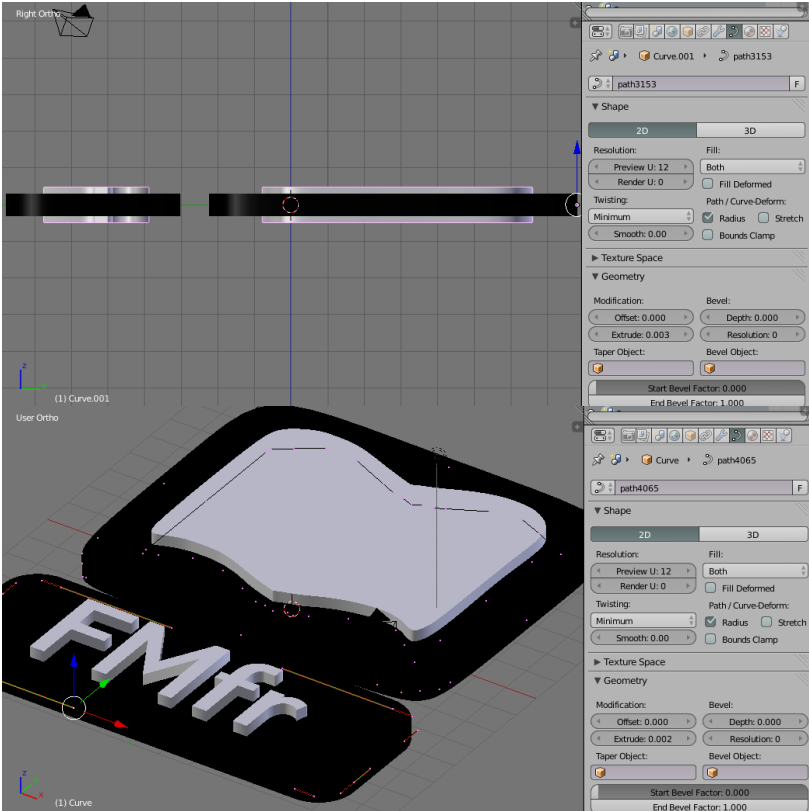 Right Ortho
Curve.001 path3153
path3153 F
Shape
2D 3D
Resolution: Fill:
Preview U: 12 Both
Render U: 0 Fill Deformed
Twisting: Path / Curve-Deform:
Minimum Radius Stretch
Smooth: 0.00 Bounds Clamp
Texture Space
Geometry
Modification: Bevel:
Offset: 0.000 Depth: 0.000
Extrude: 0.003 Resolution: 0
Taper Object: Bevel Object:
Start Bevel Factor: 0.000
End Bevel Factor: 1.000
z
(1) Curve.001
User Ortho
Curve path4065
path4065 F
Shape
2D 3D
Resolution: Fill:
Preview U: 12 Both
Render U: 0 Fill Deformed
Twisting: Path / Curve-Deform:
Minimum Radius Stretch
Smooth: 0.00 Bounds Clamp
Texture Space
Geometry
Modification: Bevel:
Offset: 0.000 Depth: 0.000
Extrude: 0.002 Resolution: 0
Taper Object: Bevel Object:
Start Bevel Factor: 0.000
End Bevel Factor: 1.000
FMfr
z
x
(1) Curve